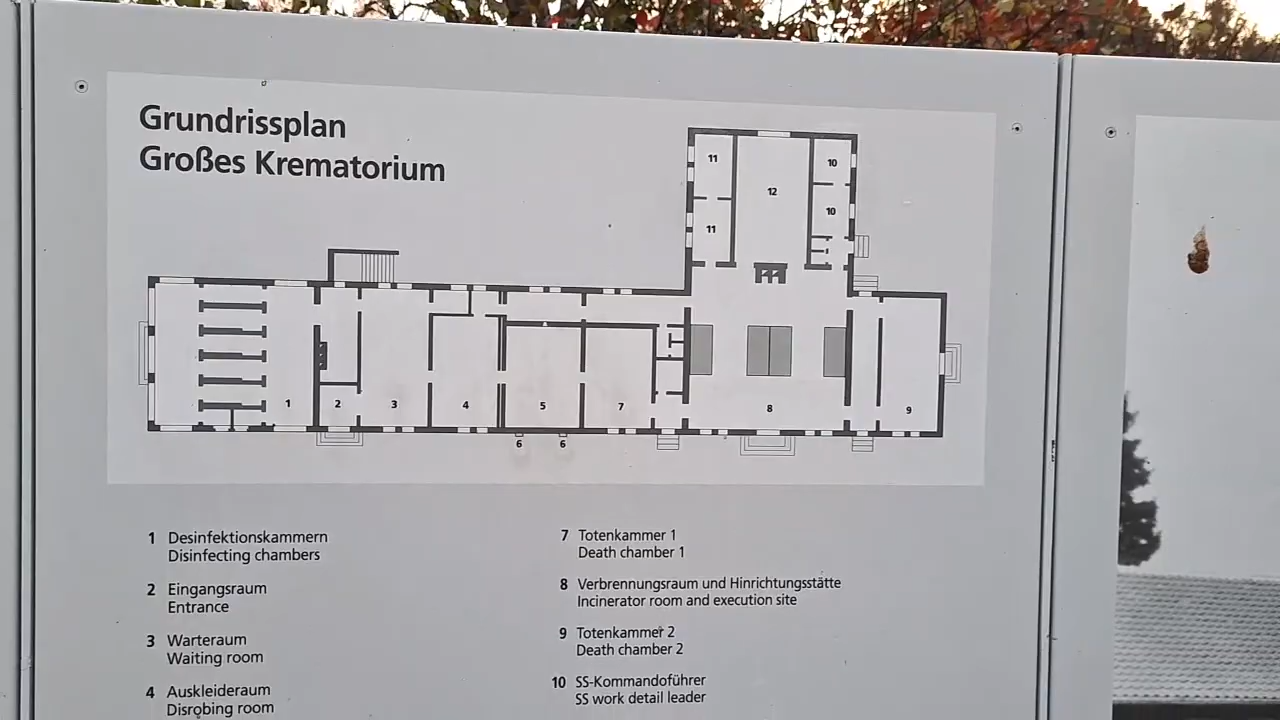 Grundrissplan
Großes Krematorium
11
12
10
10
11
1
2
3
4
5
7
8
9
6
6
1 Desinfektionskammern
Disinfecting chambers
2 Eingangsraum
Entrance
3 Warteraum
Waiting room
4 Auskleideraum
Disrobing room
7 Totenkammer 1
Death chamber 1
8 Verbrennungsraum und Hinrichtungsstätte
Incinerator room and execution site
9 Totenkammer 2
Death chamber 2
10 SS-Kommandoführer
SS work detail leader